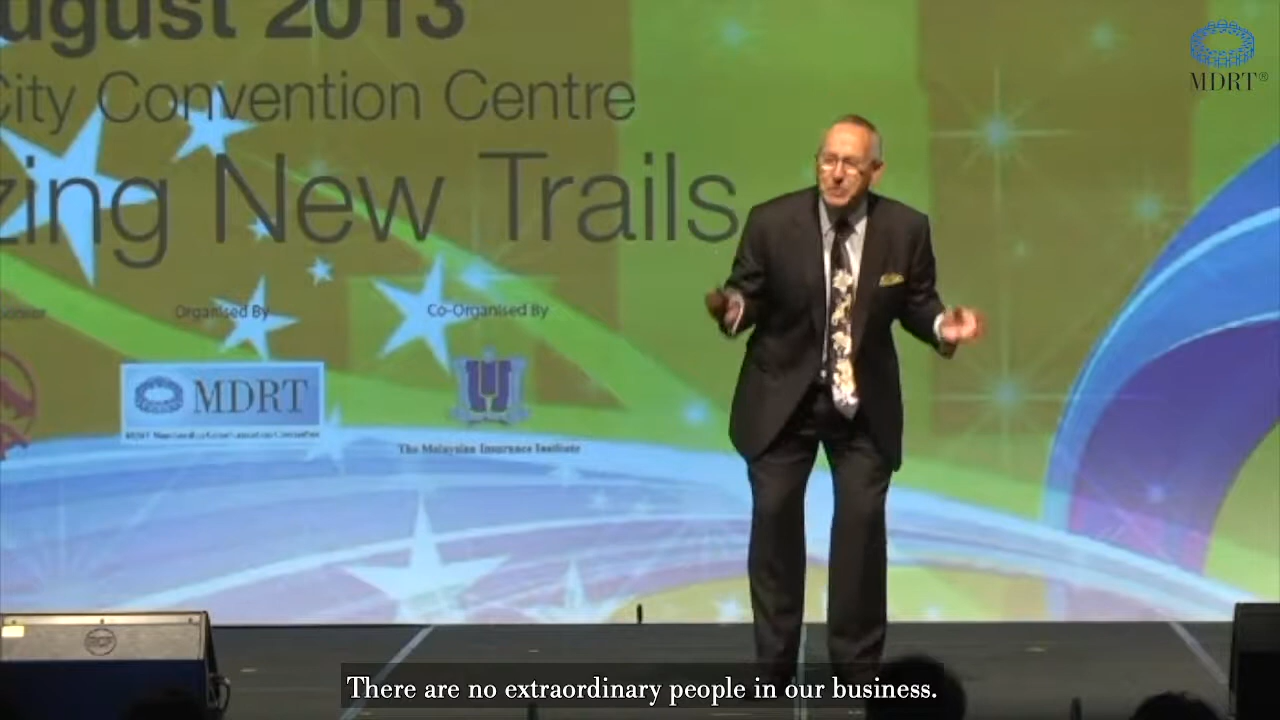 ugust 2013
City Convention Centre
zing New Trails
Organised By
Co-Organised By
MDRT
The Malaysian Insurance Institute
MDRT®
There are no extraordinary people in our business.